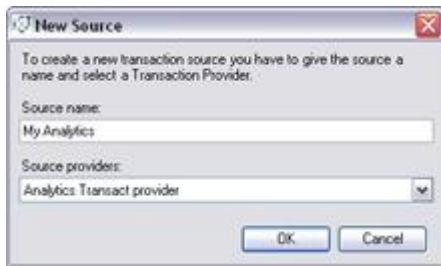 New Source
To create a new transaction source you have to give the source a
name and select a Transaction Provider.
Source name:
My Analytics
Source providers:
Analytics Transact provider
OK
Cancel